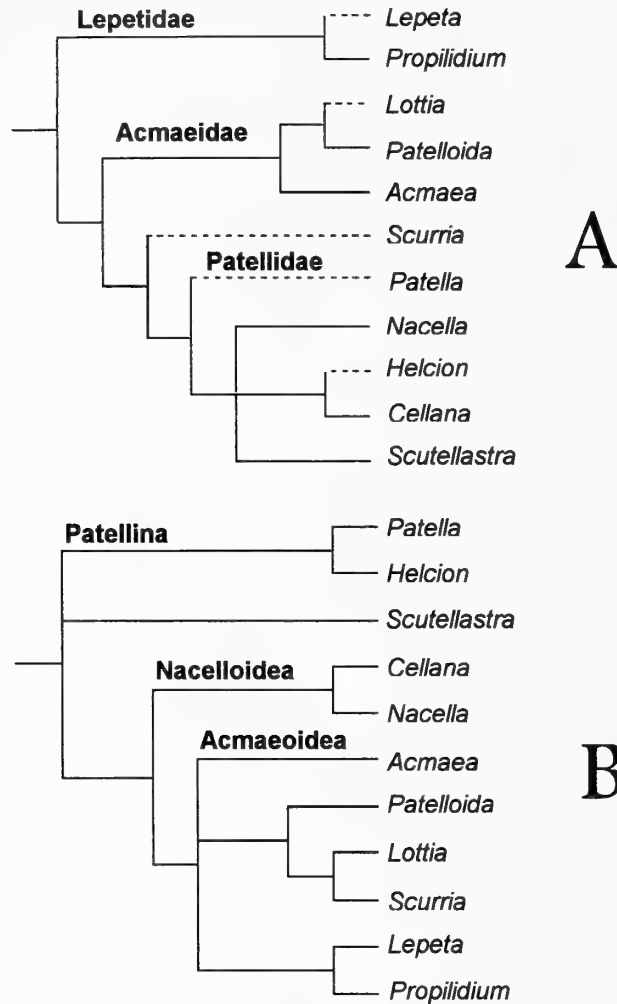 Lepetidae
Lepeta
Propilidium
Lottia
Acmaeidae
Patelloida
Acmaea
Scurria
A
Patellidae
Patella
Nacella
Helcion
Cellana
Scutellastra
Patellina
Patella
Helcion
Scutellastra
Nacelloidea
Cellana
Nacella
Acmaeoidea
Acmaea
B
Patelloida
Lottia
Scurria
Lepeta
Propilidium